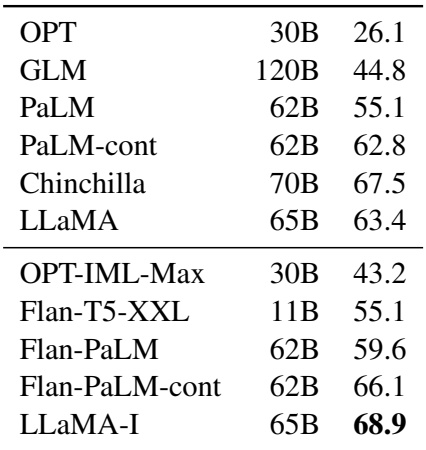 OPT 30B 26.1
GLM 120B 44.8
PaLM 62B 55.1
PaLM-cont 62B 62.8
Chinchilla 70B 67.5
LLaMA 65B 63.4
OPT-IML-Max 30B 43.2
Flan-T5-XXL 11B 55.1
Flan-PaLM 62B 59.6
Flan-PaLM-cont 62B 66.1
LLaMA-I 65B 68.9